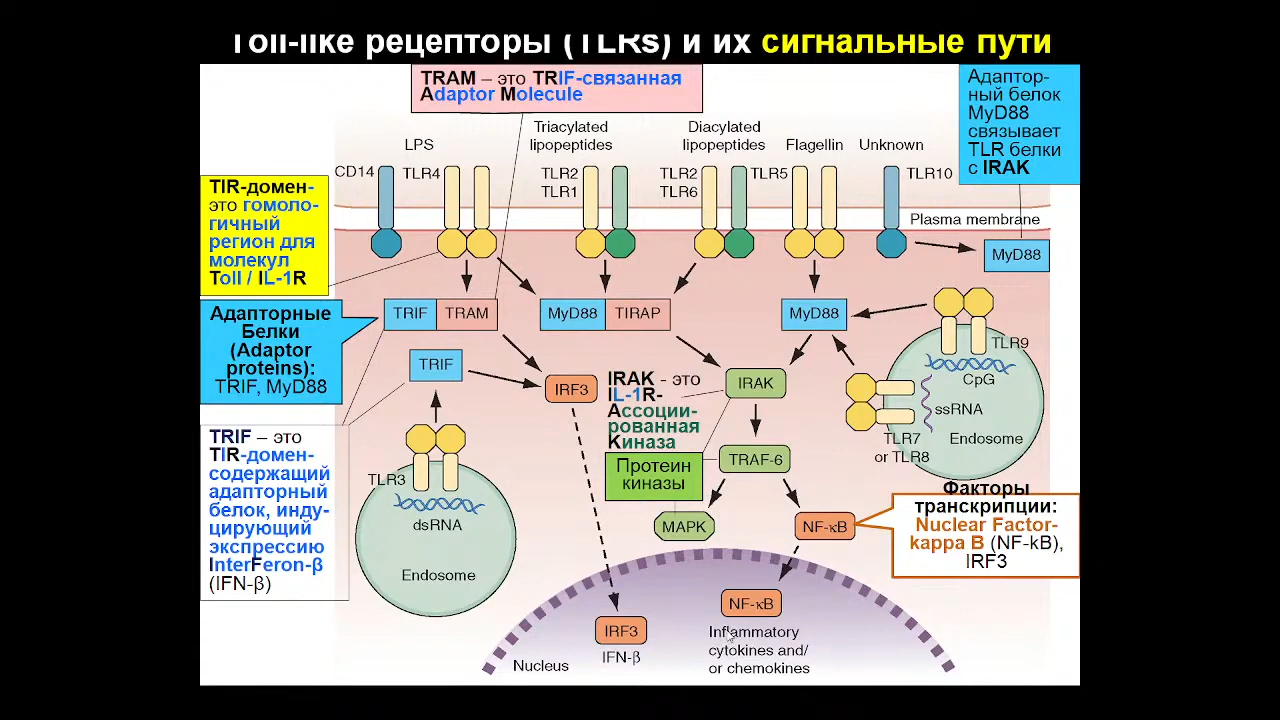 Toll-like рецепторы (TLRs) и их сигнальные пути
TRAM – это TRIF-связанная
Adaptor Molecule
Адаптор-
ный белок
MyD88
связывает
TLR белки
с IRAK
LPS
Triacylated
lipopeptides
Diacylated
lipopeptides
Flagellin
Unknown
CD14
TLR4
TLR2
TLR1
TLR2
TLR6
TLR5
TLR10
TIR-домен-
это гомоло-
гичный
регион для
молекул
Toll / IL-1R
Plasma membrane
MyD88
Адапторные
Белки
(Adaptor
proteins):
TRIF, MyD88
TRIF
TRAM
MyD88
TIRAP
MyD88
TLR9
CpG
TRIF
IRF3
IRAK - это
IL-1R-
Ассоции-
рованная
Киназа
IRAK
ssRNA
Endosome
TLR7
or TLR8
TRIF – это
TIR-домен-
содержащий
адапторный
белок, инду-
цирующий
экспрессию
InterFeron-β
(IFN-β)
TLR3
dsRNA
Endosome
Протеин
киназы
TRAF-6
MAPK
NF-κB
Факторы
транскрипции:
Nuclear Factor-
kappa B (NF-kB),
IRF3
NF-κB
IRF3
IFN-β
Inflammatory
cytokines and/
or chemokines
Nucleus